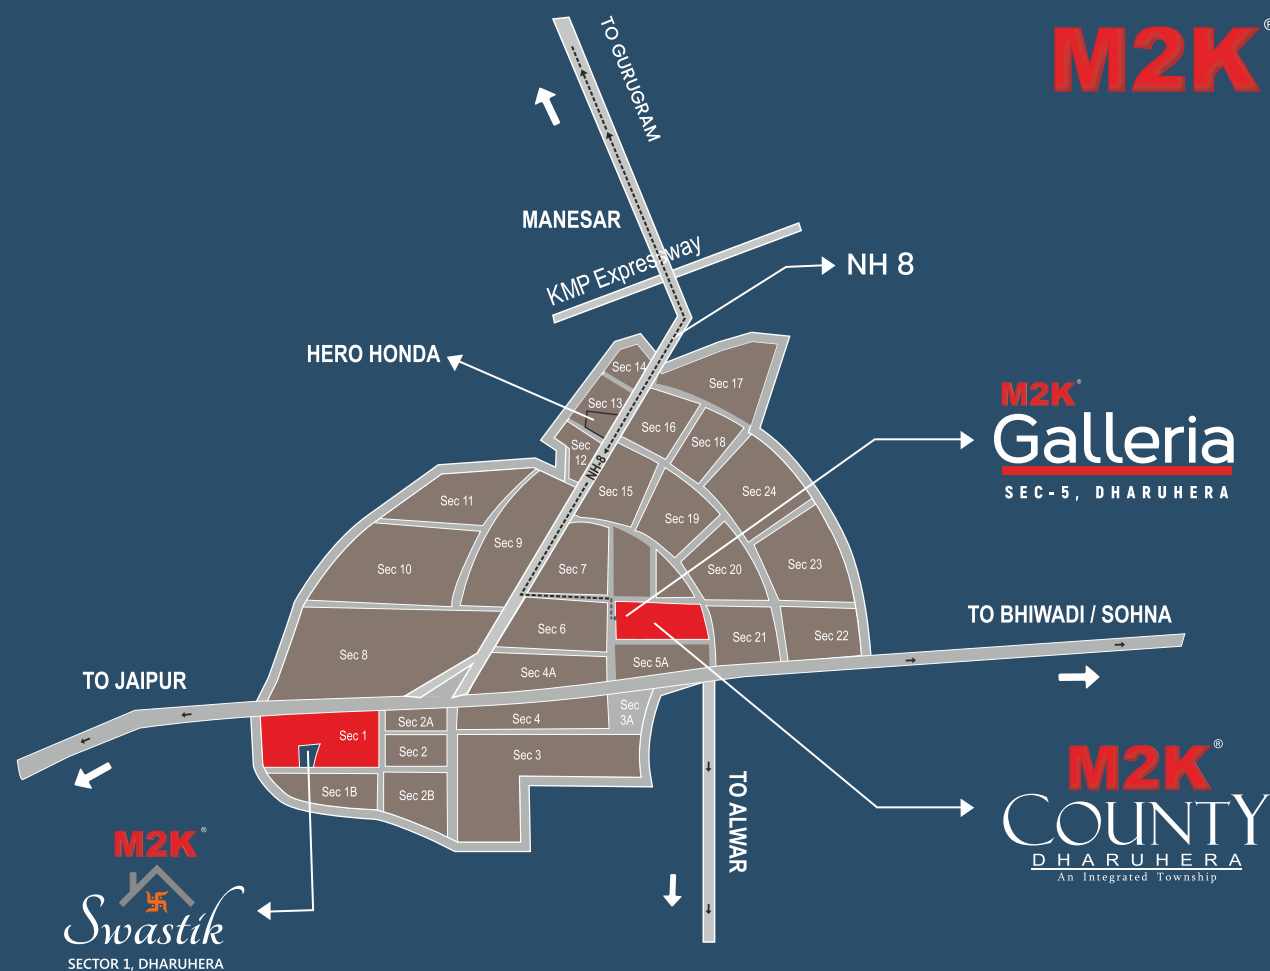 M2K®
TO GURUGRAM
MANESAR
KMP Expressway
NH 8
HERO HONDA
Sec 14
Sec 17
Sec 13
Sec 16
Sec 18
Sec
12
NH-8
Sec 15
Sec 24
Sec 11
Sec 19
Sec 9
Sec 10
Sec 7
Sec 20
Sec 23
Sec 6
Sec 21
Sec 22
Sec 8
Sec 4A
Sec 5A
M2K®
Galleria
SEC-5, DHARUHERA
TO BHIWADI / SOHNA
TO JAIPUR
Sec
3A
Sec 2A
Sec 4
Sec 1
Sec 2
Sec 3
Sec 1B
Sec 2B
TO ALWAR
M2K®
COUNTY
DHARUHERA
An Integrated Township
M2K®
Swastik
SECTOR 1, DHARUHERA